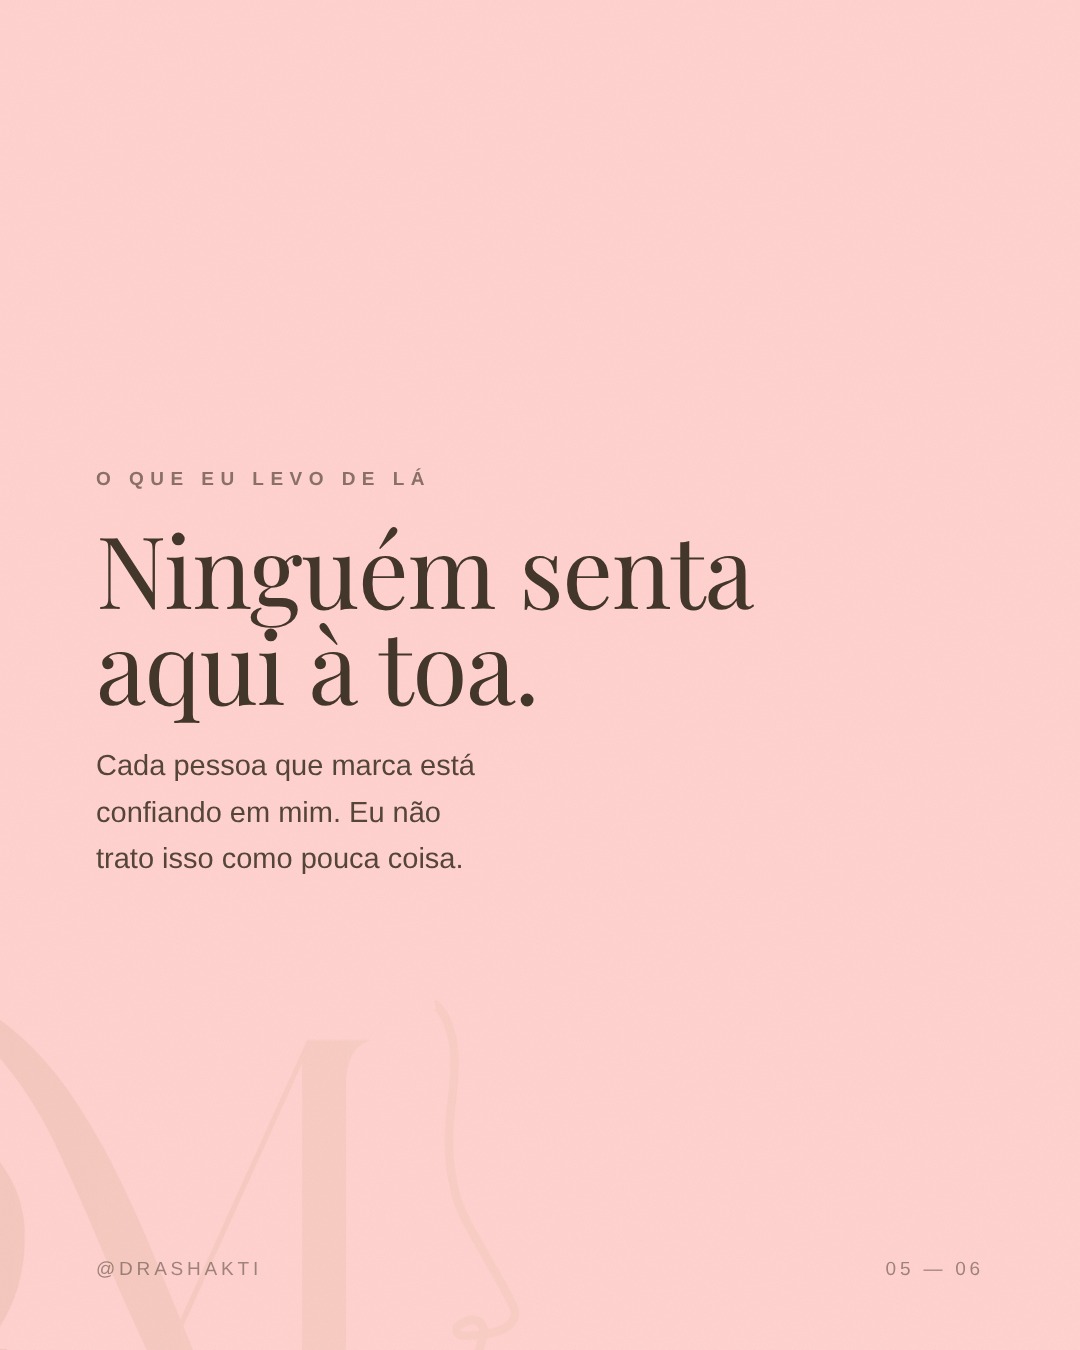 O QUE EU LEVO DE LÁ
Ninguém senta
aqui à toa.
Cada pessoa que marca está
confiando em mim. Eu não
trato isso como pouca coisa.
@DRASHAKTI
05 — 06